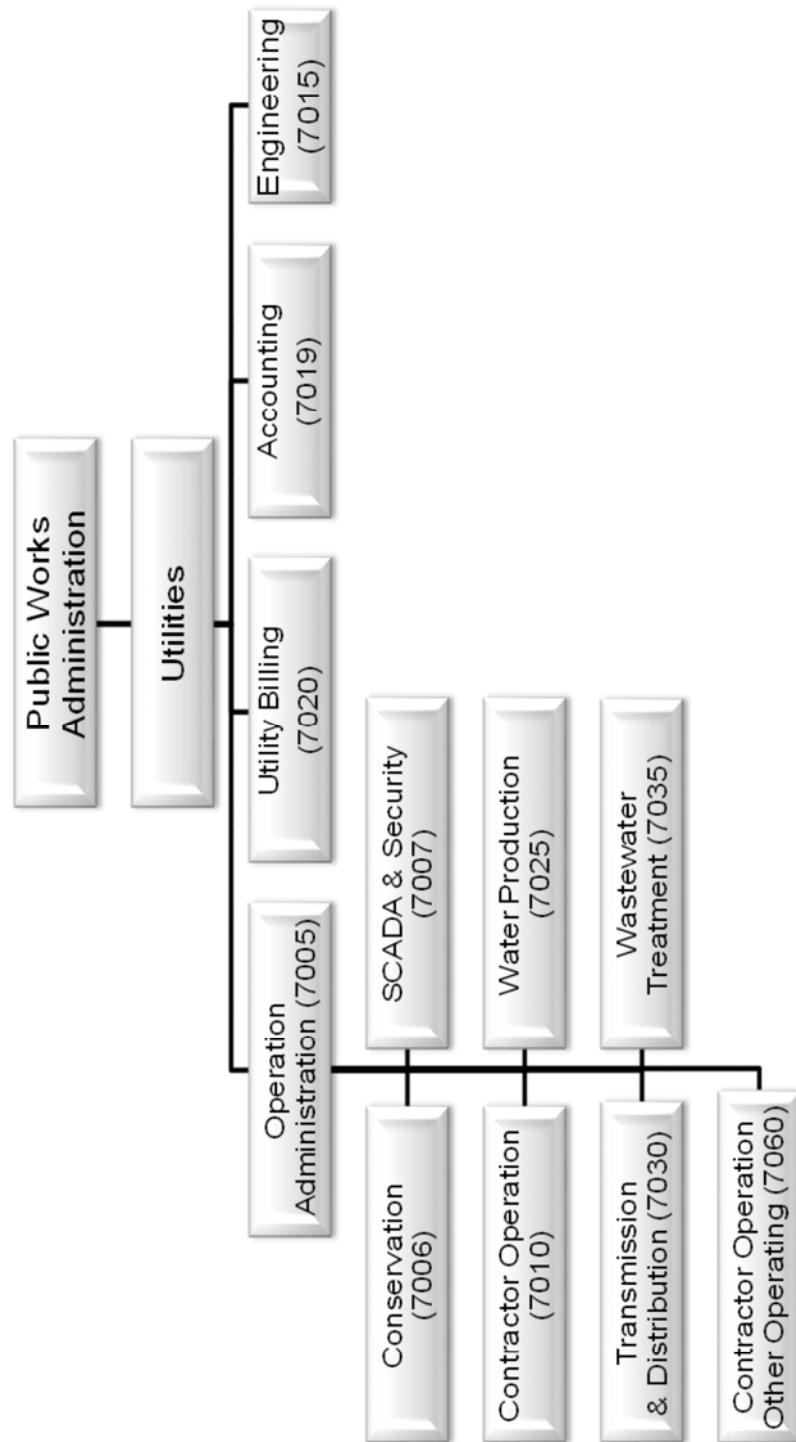 Public Works
Administration
Utilities
Operation
Administration (7005)
Utility Billing
(7020)
Accounting
(7019)
Engineering
(7015)
Conservation
(7006)
SCADA & Security
(7007)
Contractor Operation
(7010)
Water Production
(7025)
Transmission
& Distribution (7030)
Wastewater
Treatment (7035)
Contractor Operation
Other Operating (7060)